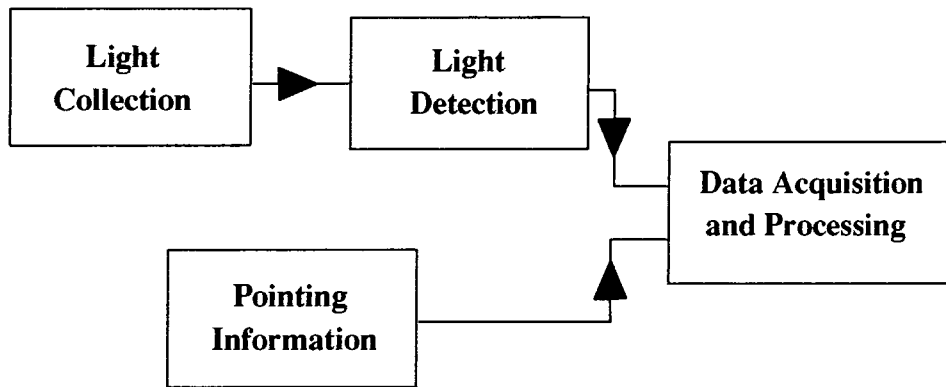 Light
Collection
Light
Detection
Data Acquisition
and Processing
Pointing
Information